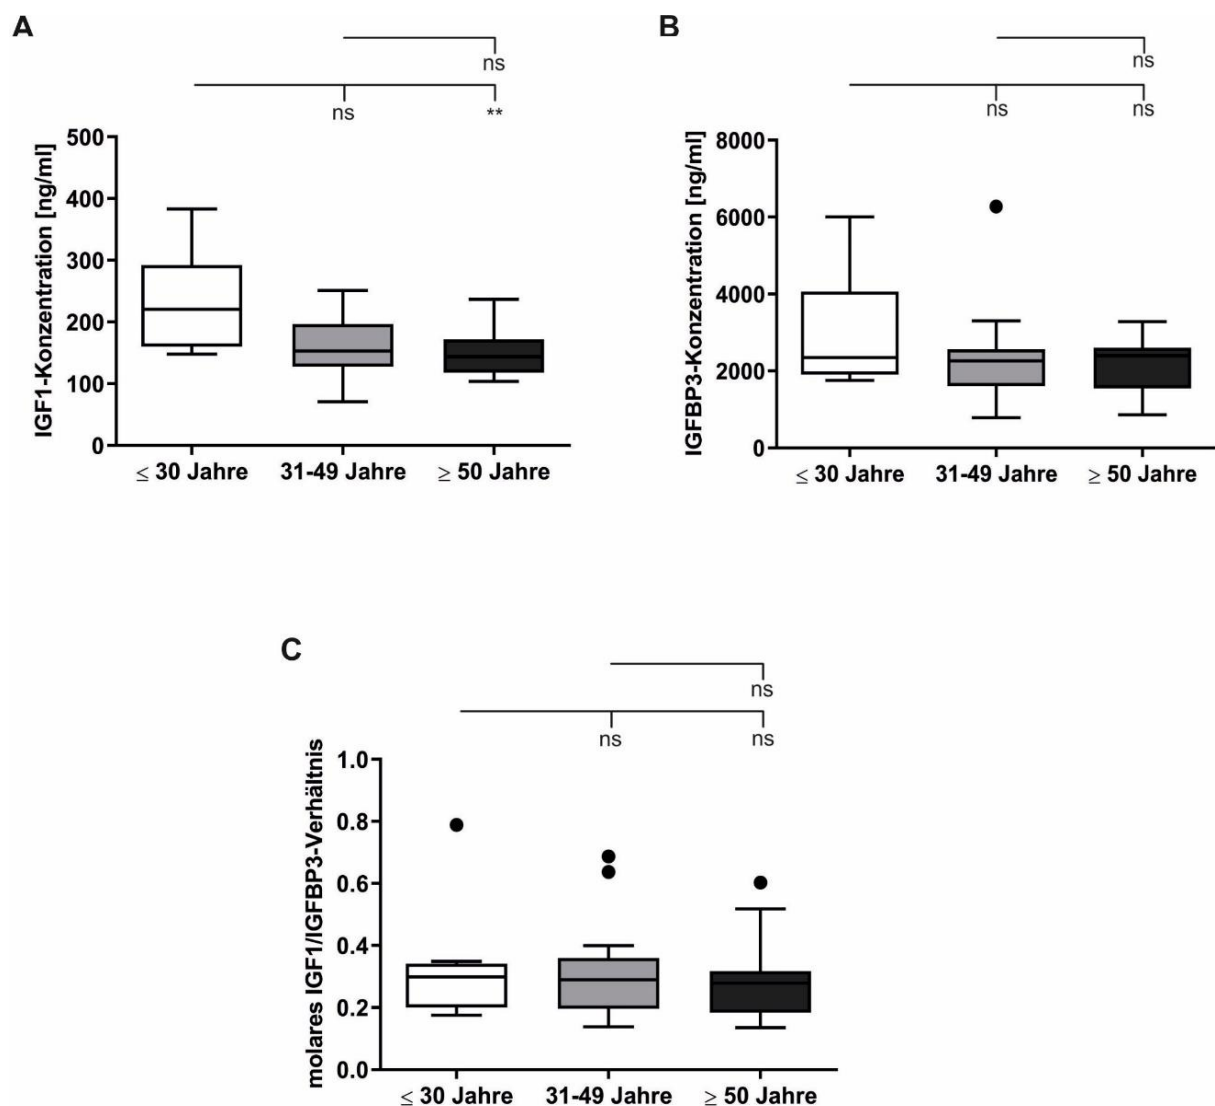 A
ns
ns **
IGF1-Konzentration [ng/ml]
500
400
300
200
100
0
≤ 30 Jahre 31-49 Jahre ≥ 50 Jahre
B
ns
ns ns
IGFBP3-Konzentration [ng/ml]
8000
6000
4000
2000
0
≤ 30 Jahre 31-49 Jahre ≥ 50 Jahre
C
ns
ns ns
molares IGF1/IGFBP3-Verhältnis
1.0
0.8
0.6
0.4
0.2
0.0
≤ 30 Jahre 31-49 Jahre ≥ 50 Jahre